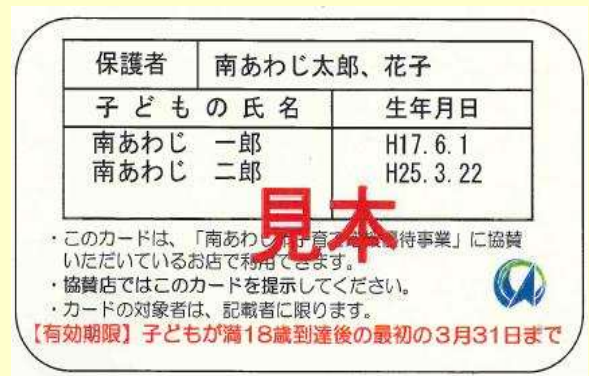 保護者 南あわじ太郎、花子
子どもの氏名 生年月日
南あわじ 一郎 H17.6.1
南あわじ 二郎 H25.3.22
見本
・このカードは、「南あわじ市子育て応援優待事業」に協賛
いただいているお店で利用できます。
・協賛店ではこのカードを提示してください。
・カードの対象者は、記載者に限ります。
【有効期限】子どもが満18歳到達後の最初の3月31日まで